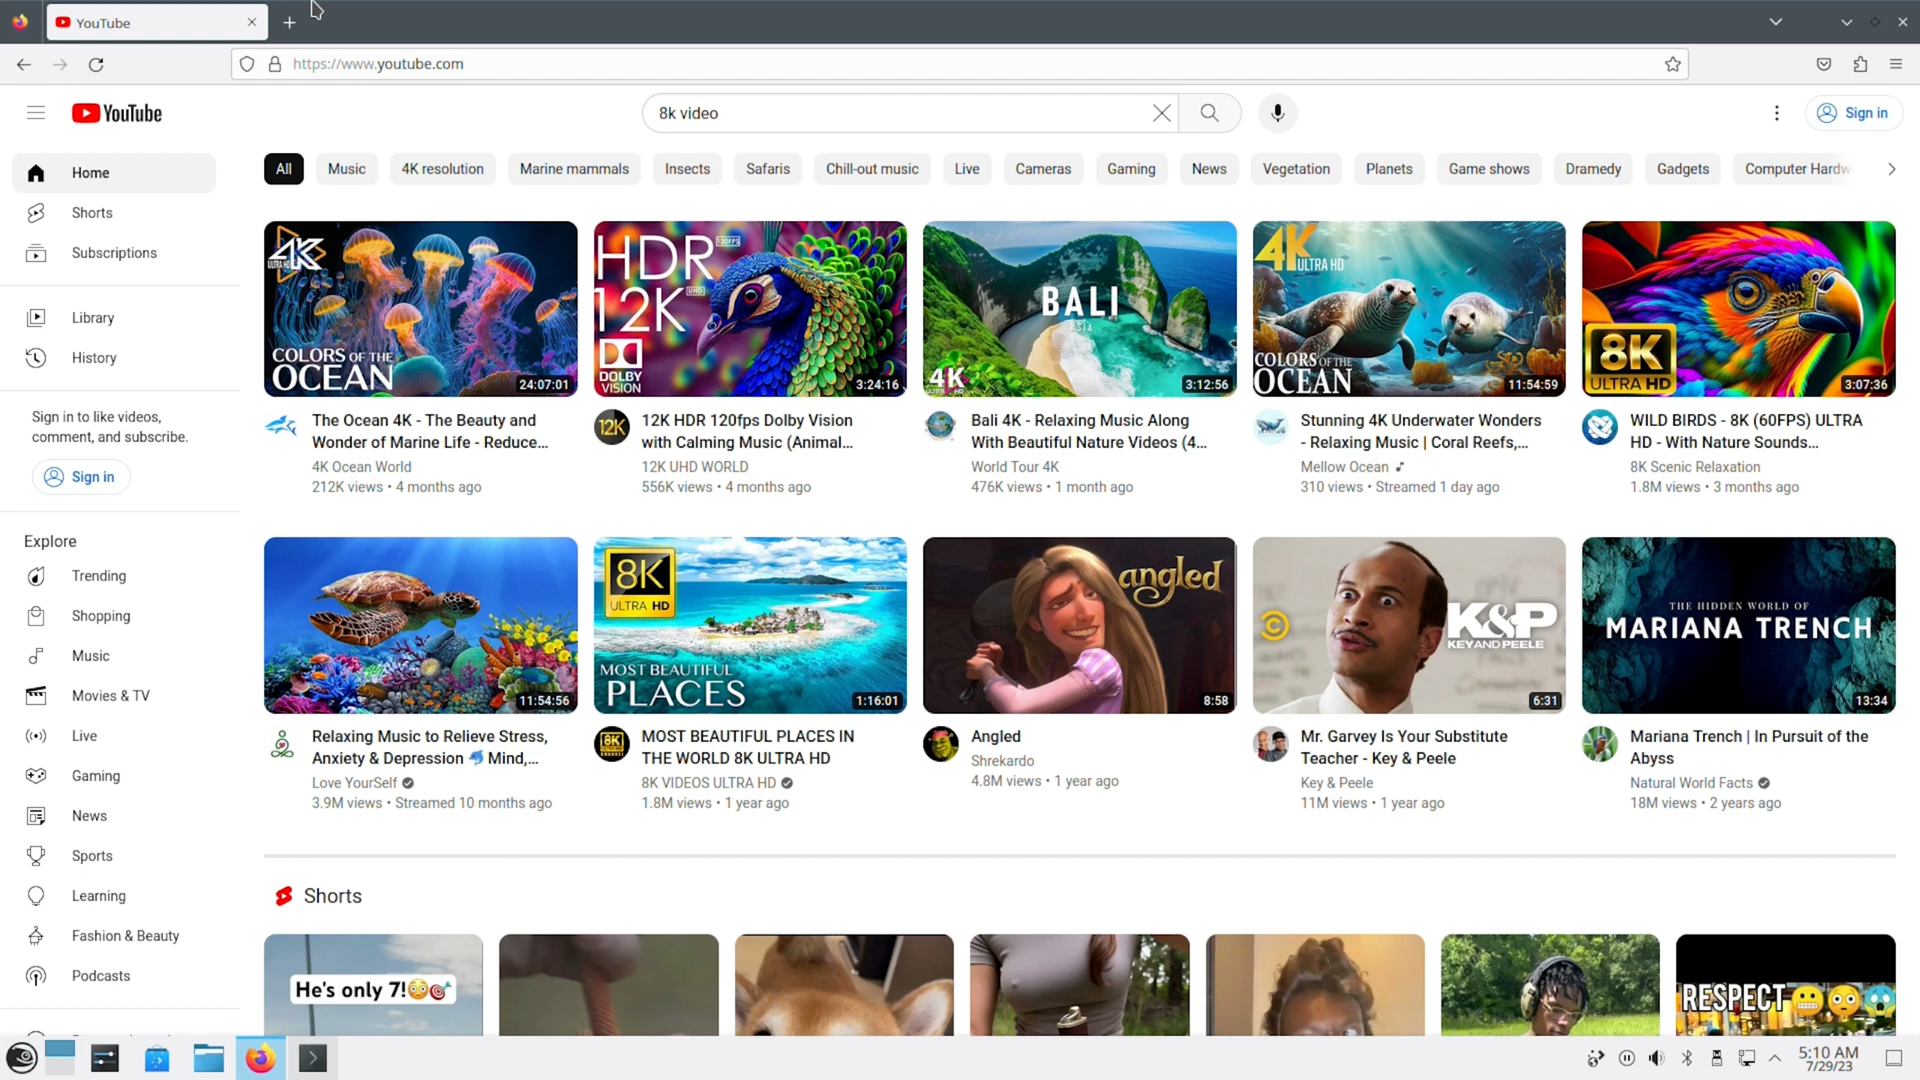 YouTube
https://www.youtube.com
YouTube
8k video
Sign in
Home
Shorts
Subscriptions
Library
History
Sign in to like videos,
comment, and subscribe.
Sign in
Explore
Trending
Shopping
Music
Movies & TV
Live
Gaming
News
Sports
Learning
Fashion & Beauty
Podcasts
All Music 4K resolution Marine mammals Insects Safaris Chill-out music Live Cameras Gaming News Vegetation Planets Game shows Dramedy Gadgets Computer Hardw
4K
ULTRA HD
COLORS OF THE
OCEAN
24:07:01
The Ocean 4K - The Beauty and
Wonder of Marine Life - Reduce...
4K Ocean World
212K views • 4 months ago
HDR
120FPS
12K
UHD
DOLBY
VISION
3:24:16
12K
12K HDR 120fps Dolby Vision
with Calming Music (Animal...
12K UHD WORLD
556K views • 4 months ago
BALI
ASIA
4K
3:12:56
Bali 4K - Relaxing Music Along
With Beautiful Nature Videos (4...
World Tour 4K
476K views • 1 month ago
4K
ULTRA HD
COLORS OF THE
OCEAN
11:54:59
Stunning 4K Underwater Wonders
- Relaxing Music | Coral Reefs,...
Mellow Ocean
310 views • Streamed 1 day ago
8K
ULTRA HD
3:07:36
WILD BIRDS - 8K (60FPS) ULTRA
HD - With Nature Sounds...
8K Scenic Relaxation
1.8M views • 3 months ago
11:54:56
Relaxing Music to Relieve Stress,
Anxiety & Depression 🐬 Mind,...
Love YourSelf
3.9M views • Streamed 10 months ago
8K
ULTRA HD
MOST BEAUTIFUL
PLACES
1:16:01
8K
MOST BEAUTIFUL PLACES IN
THE WORLD 8K ULTRA HD
8K VIDEOS ULTRA HD
1.8M views • 1 year ago
angled
8:58
Angled
Shrekardo
4.8M views • 1 year ago
K&P
KEY AND PEELE
6:31
Mr. Garvey Is Your Substitute
Teacher - Key & Peele
Key & Peele
11M views • 1 year ago
THE HIDDEN WORLD OF
MARIANA TRENCH
13:34
Mariana Trench | In Pursuit of the
Abyss
Natural World Facts
18M views • 2 years ago
Shorts
He's only 7!😳🎯
RESPECT😬😳😱
5:10 AM
7/29/23